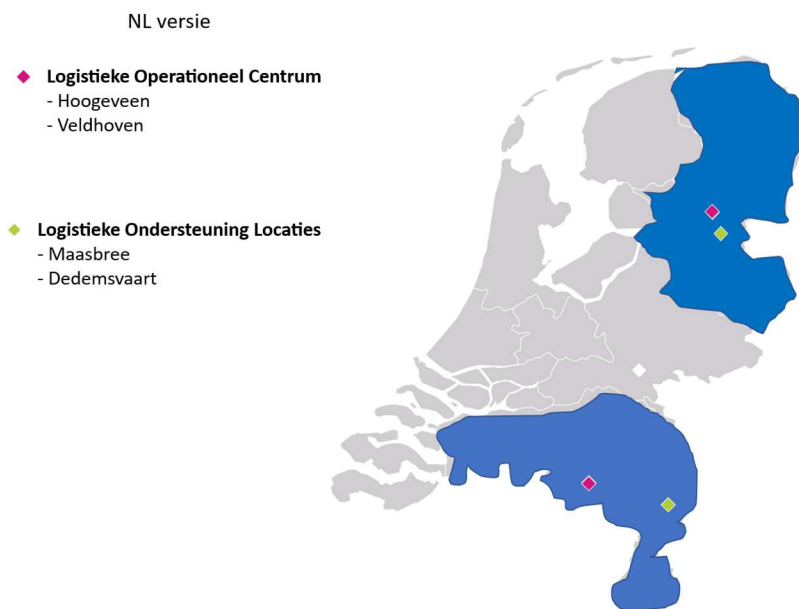 NL versie
Logistieke Operationeel Centrum
- Hoogeveen
- Veldhoven
Logistieke Ondersteuning Locaties
- Maasbree
- Dedemsvaart